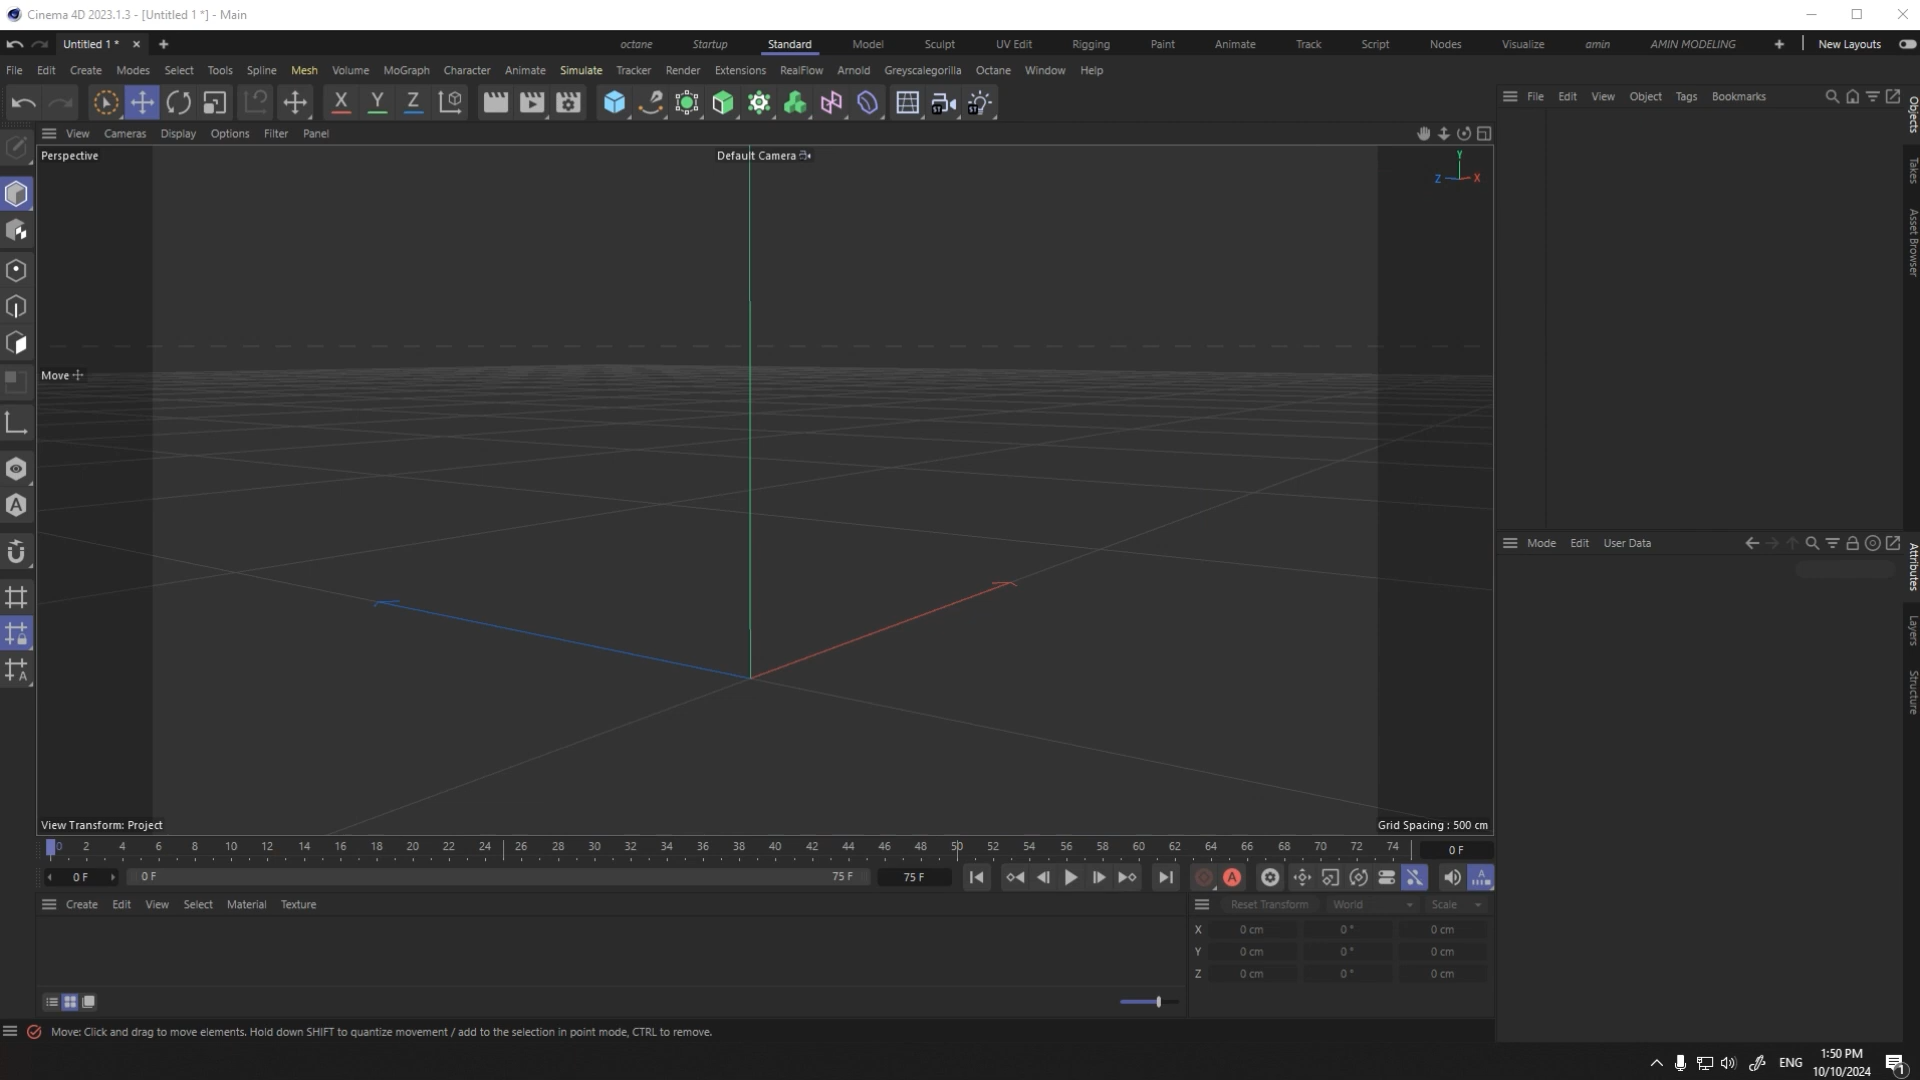 Cinema 4D 2023.1.3 - [Untitled 1 *] - Main
Untitled 1 *
octane Startup Standard Model Sculpt UV Edit Rigging Paint Animate Track Script Nodes Visualize amin AMIN MODELING New Layouts
File Edit Create Modes Select Tools Spline Mesh Volume MoGraph Character Animate Simulate Tracker Render Extensions RealFlow Arnold Greyscalegorilla Octane Window Help
X Y Z
ST
ST
File Edit View Object Tags Bookmarks
Objects
Takes
Asset Browser
View Cameras Display Options Filter Panel
Perspective
Default Camera
Y
Z
X
Move
View Transform: Project
Grid Spacing : 500 cm
Mode Edit User Data
Attributes
Layers
Structure
0 2 4 6 8 10 12 14 16 18 20 22 24 26 28 30 32 34 36 38 40 42 44 46 48 50 52 54 56 58 60 62 64 66 68 70 72 74
0 F
0 F 0 F 75 F 75 F
A
A
Create Edit View Select Material Texture
Reset Transform World Scale
X 0 cm 0 ° 0 cm
Y 0 cm 0 ° 0 cm
Z 0 cm 0 ° 0 cm
Move: Click and drag to move elements. Hold down SHIFT to quantize movement / add to the selection in point mode, CTRL to remove.
ENG
1:50 PM
10/10/2024
1